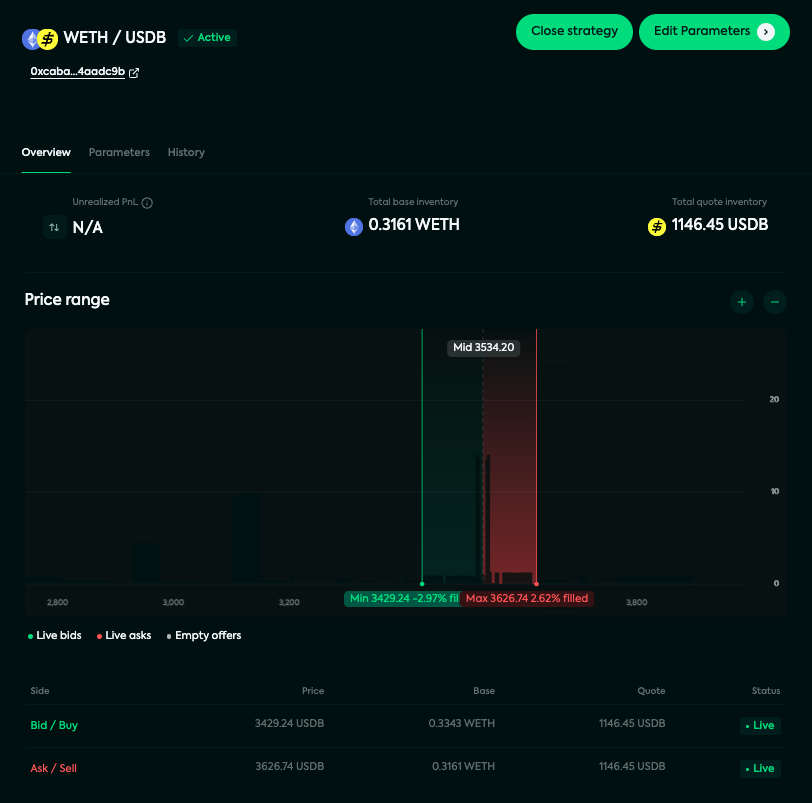 WETH / USDB
Active
Close strategy
Edit Parameters
0xcaba...4aadc9b
Overview Parameters History
Unrealized PnL
N/A
Total base inventory
0.3161 WETH
Total quote inventory
1146.45 USDB
Price range
Mid 3534.20
20
10
0
2,800 3,000 3,200 3,800
Min 3429.24 -2.97% fil
Max 3626.74 2.62% filled
Live bids Live asks Empty offers
Side Price Base Quote Status
Bid / Buy 3429.24 USDB 0.3343 WETH 1146.45 USDB Live
Ask / Sell 3626.74 USDB 0.3161 WETH 1146.45 USDB Live